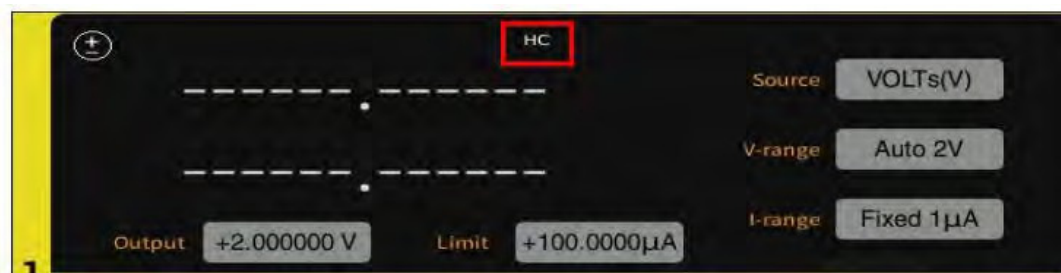 HC
------.------
Source VOLTs(V)
------.------
V-range Auto 2V
I-range Fixed 1µA
Output +2.000000 V Limit +100.0000µA
1